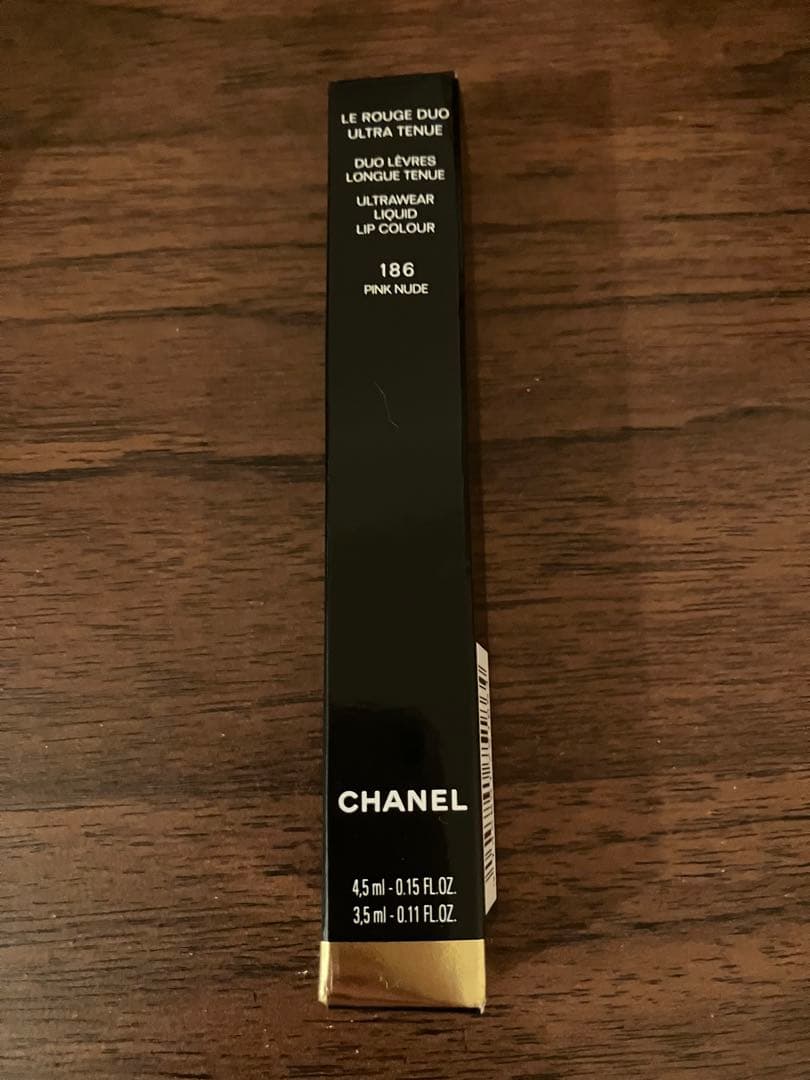 LE ROUGE DUO
ULTRA TENUE
DUO LÈVRES
LONGUE TENUE
ULTRAWEAR
LIQUID
LIP COLOUR
186
PINK NUDE
CHANEL
4,5 ml - 0.15 FL.OZ.
3,5 ml - 0.11 FL.OZ.